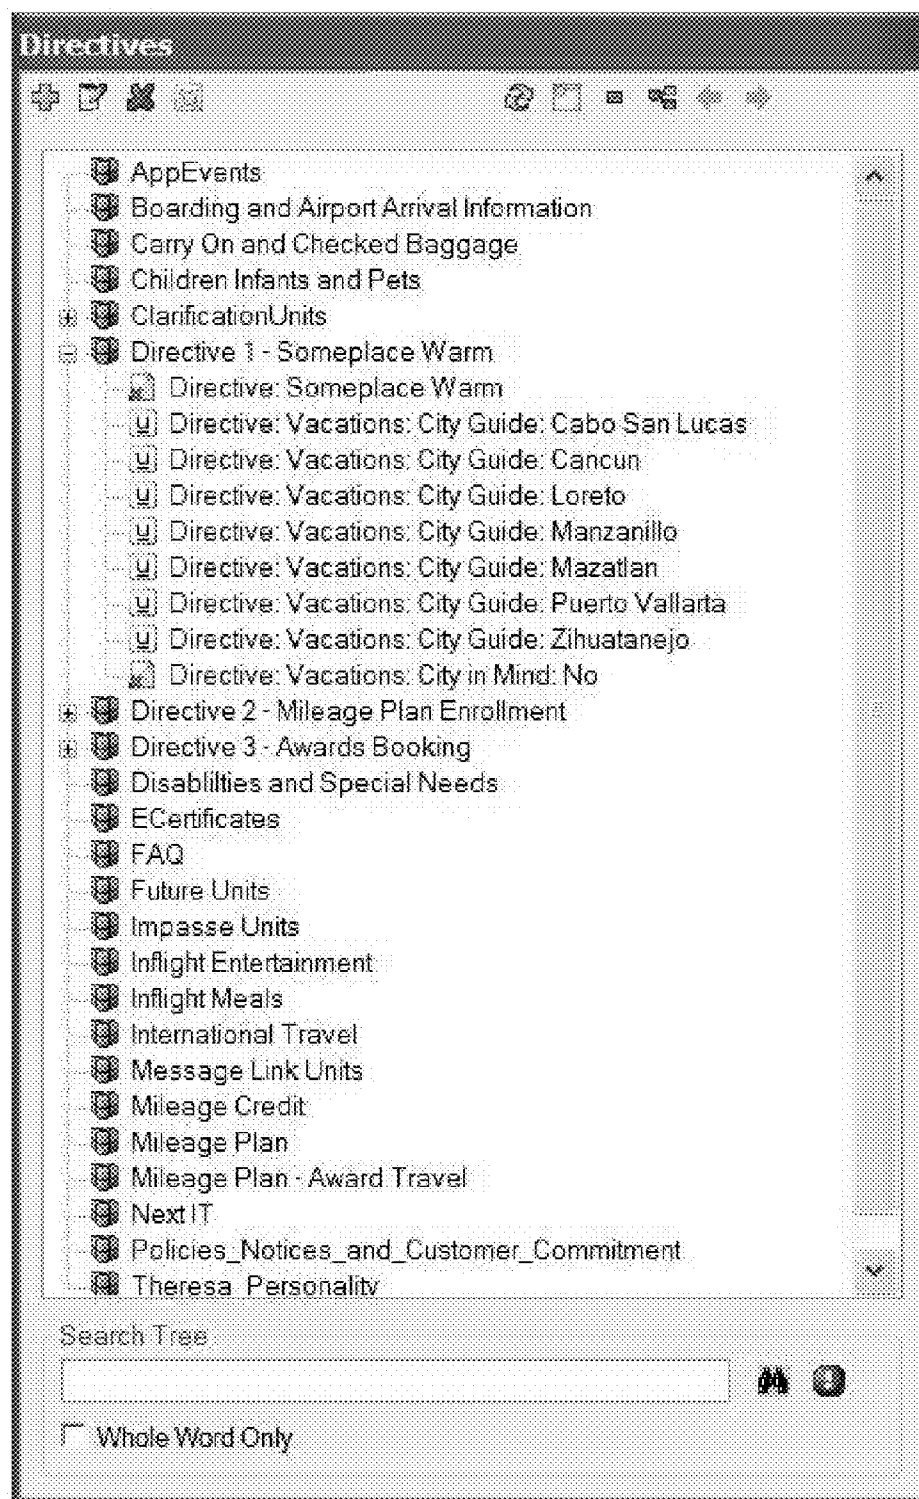 Directives
AppEvents
Boarding and Airport Arrival Information
Carry On and Checked Baggage
Children Infants and Pets
ClarificationUnits
Directive 1 - Someplace Warm
Directive: Someplace Warm
Directive: Vacations: City Guide: Cabo San Lucas
Directive: Vacations: City Guide: Cancun
Directive: Vacations: City Guide: Loreto
Directive: Vacations: City Guide: Manzanillo
Directive: Vacations: City Guide: Mazatlan
Directive: Vacations: City Guide: Puerto Vallarta
Directive: Vacations: City Guide: Zihuatanejo
Directive: Vacations: City in Mind: No
Directive 2 - Mileage Plan Enrollment
Directive 3 - Awards Booking
Disablilties and Special Needs
ECertificates
FAQ
Future Units
Impasse Units
Inflight Entertainment
Inflight Meals
International Travel
Message Link Units
Mileage Credit
Mileage Plan
Mileage Plan - Award Travel
Next IT
Policies_Notices_and_Customer_Commitment
Theresa_Personality
Search Tree
Whole Word Only